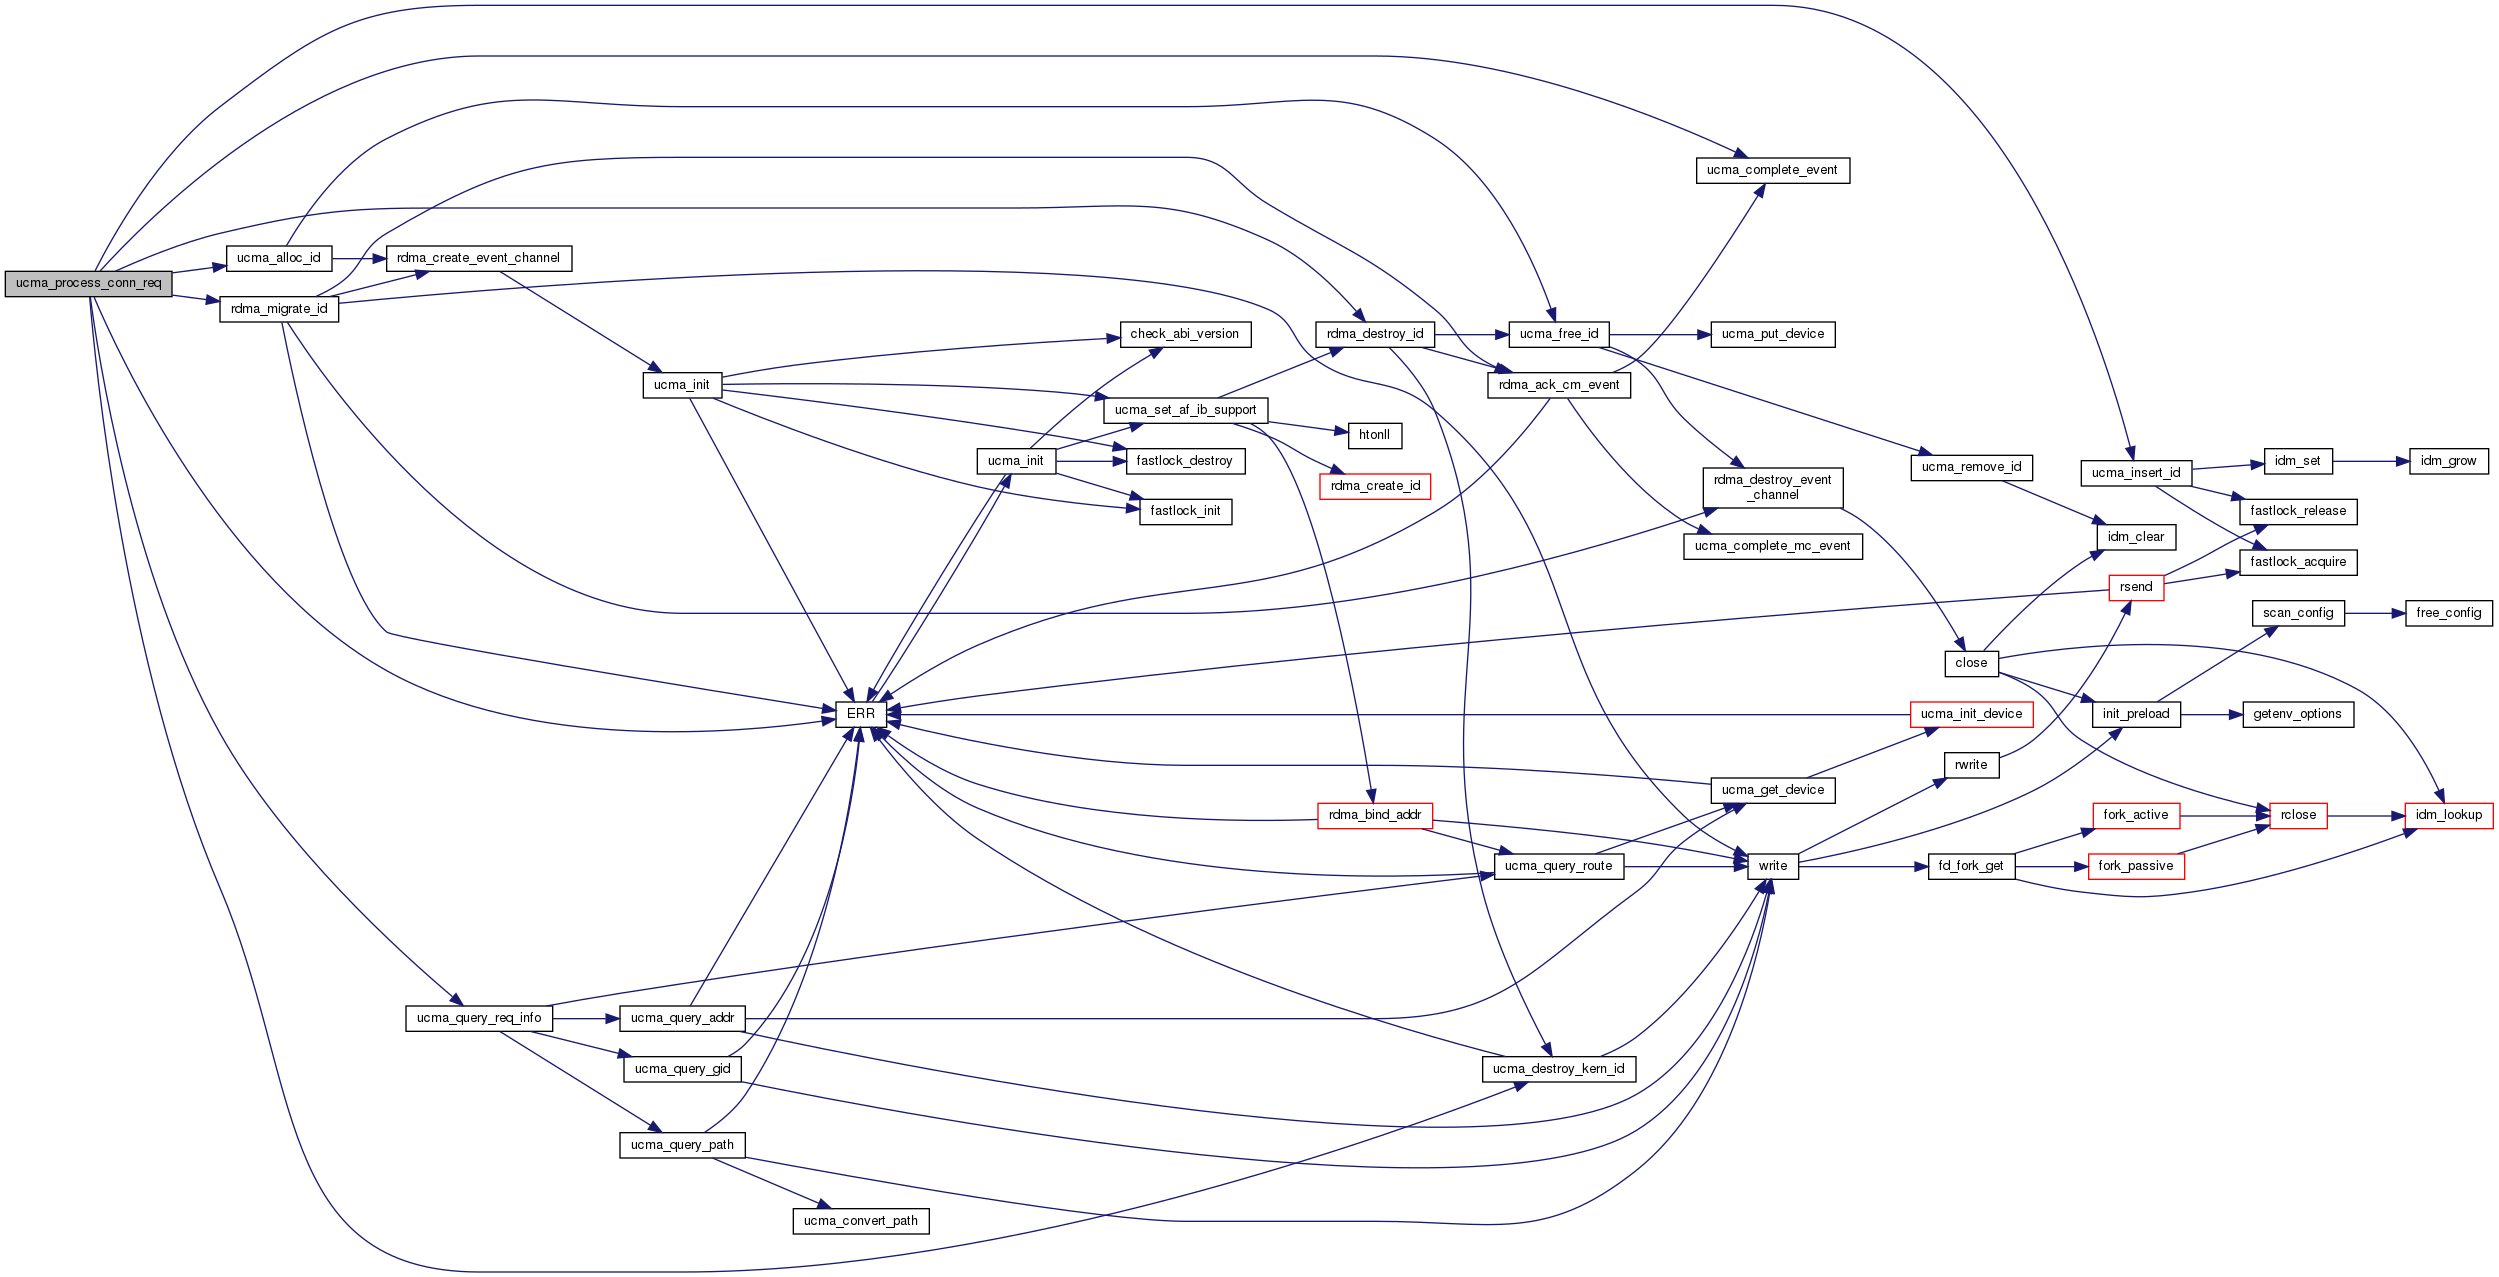 ucma_process_conn_req
ucma_alloc_id
rdma_migrate_id
rdma_create_event_channel
ucma_query_req_info
ucma_init
ucma_query_addr
ucma_query_gid
ucma_query_path
ERR
ucma_convert_path
ucma_init
check_abi_version
ucma_set_af_ib_support
fastlock_destroy
fastlock_init
rdma_destroy_id
htonll
rdma_create_id
rdma_bind_addr
ucma_free_id
rdma_ack_cm_event
ucma_query_route
ucma_destroy_kern_id
ucma_complete_event
ucma_put_device
rdma_destroy_event
_channel
ucma_complete_mc_event
ucma_get_device
write
ucma_remove_id
close
ucma_init_device
rwrite
fd_fork_get
ucma_insert_id
idm_clear
rsend
init_preload
fork_active
fork_passive
idm_set
fastlock_release
fastlock_acquire
scan_config
getenv_options
rclose
idm_grow
free_config
idm_lookup